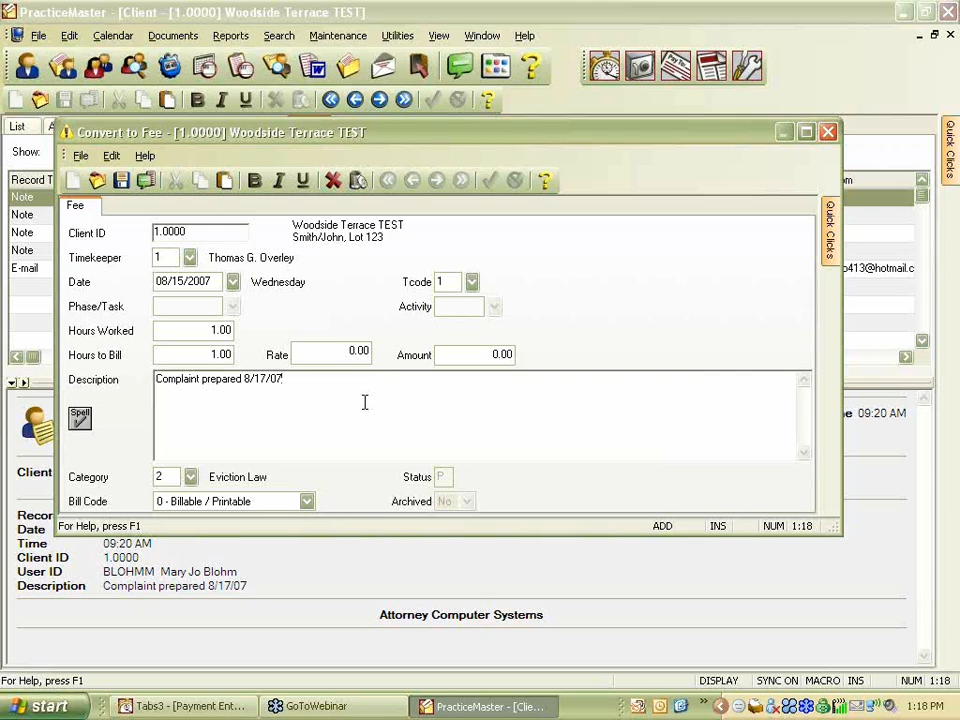 PracticeMaster - [Client - [1.0000] Woodside Terrace TEST]
File Edit Calendar Documents Reports Search Maintenance Utilities View Window Help
B I U
List
Show:
Record T
Note
Note
Note
Note
E-mail
om
o413@hotmail.c
Quick Clicks
Convert to Fee - [1.0000] Woodside Terrace TEST
File Edit Help
B I U
Fee
Quick Clicks
Client ID 1.0000 Woodside Terrace TEST
Smith/John, Lot 123
Timekeeper 1 Thomas G. Overley
Date 08/15/2007 Wednesday Tcode 1
Phase/Task Activity
Hours Worked 1.00
Hours to Bill 1.00 Rate 0.00 Amount 0.00
Description Complaint prepared 8/17/07
Spell
Category 2 Eviction Law Status P
Bill Code 0 - Billable / Printable Archived No
For Help, press F1 ADD INS NUM 1:18
09:20 AM
Client
Recor
Date
Time 09:20 AM
Client ID 1.0000
User ID BLOHMM Mary Jo Blohm
Description Complaint prepared 8/17/07
Attorney Computer Systems
For Help, press F1 DISPLAY SYNC ON MACRO INS NUM 1:18
start Tabs3 - [Payment Ent... GoToWebinar PracticeMaster - [Clie... 1:18 PM